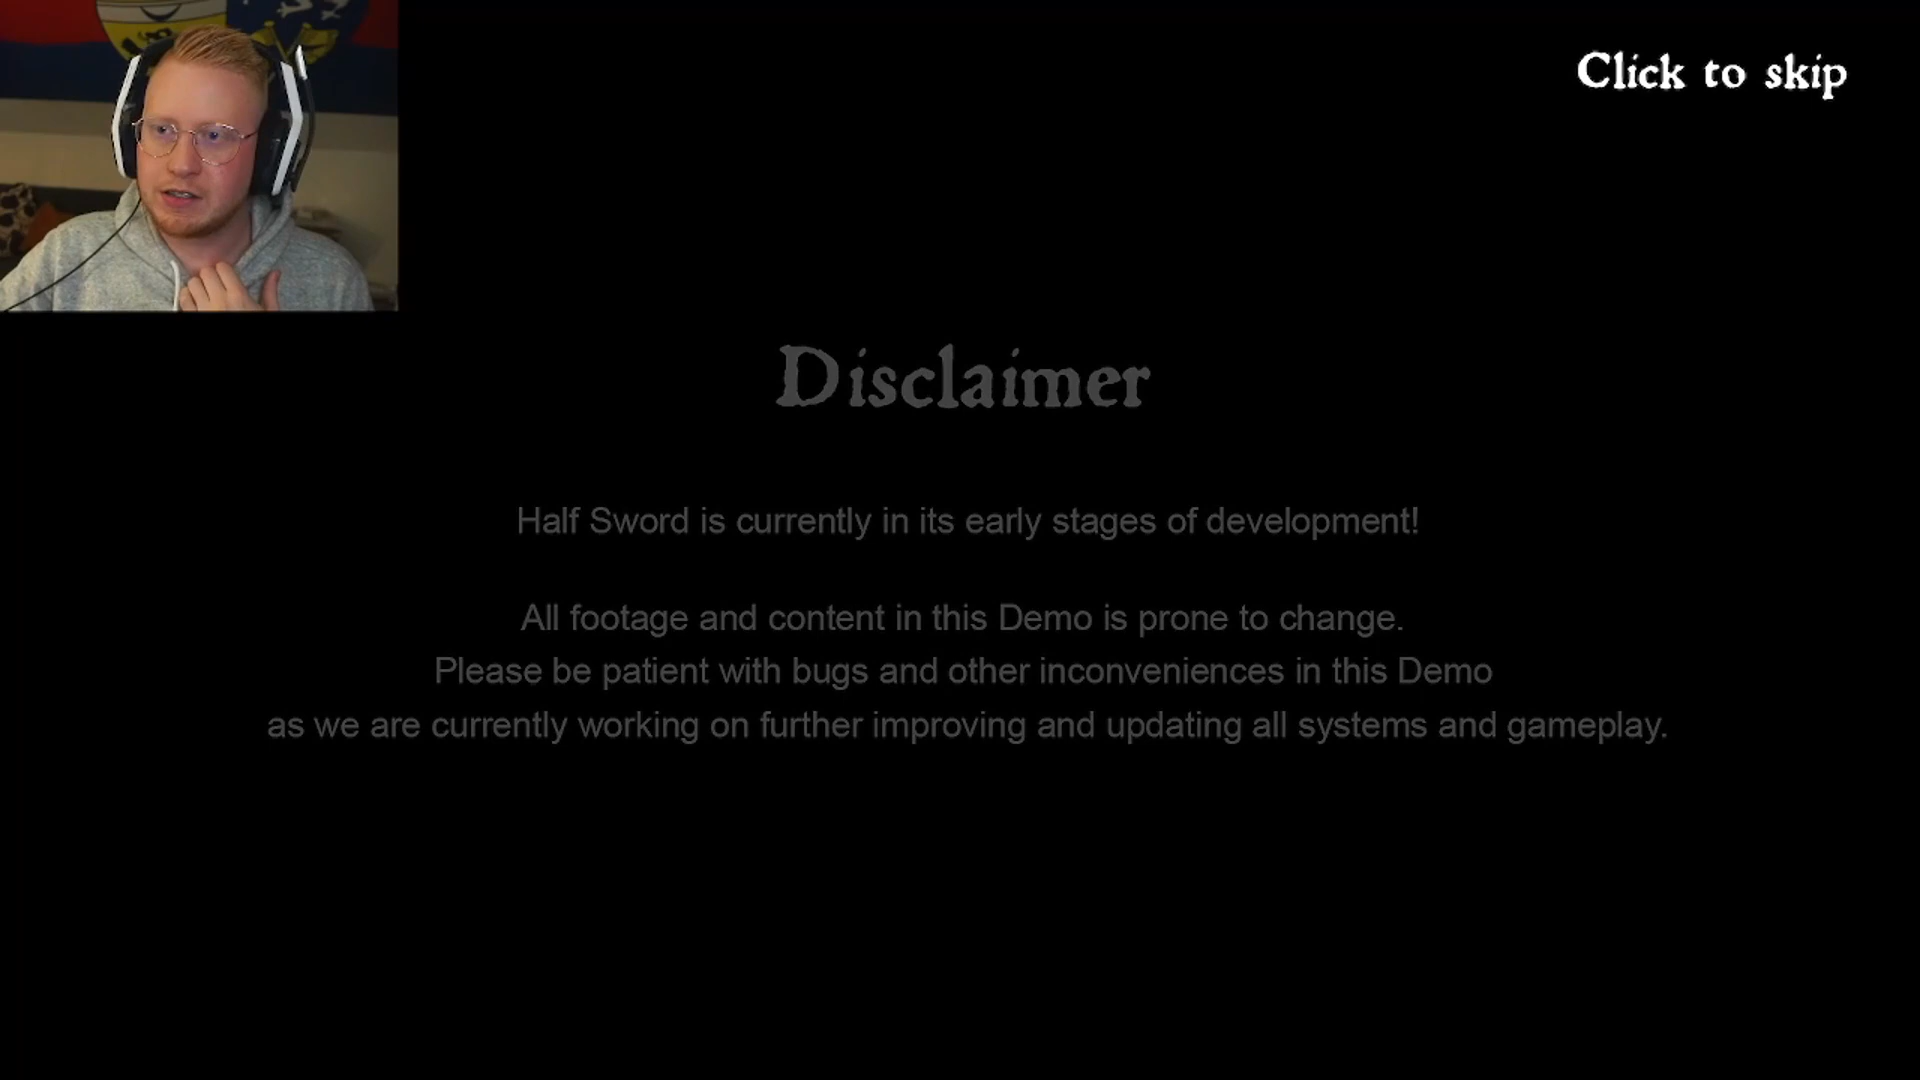 Click to skip
Disclaimer
Half Sword is currently in its early stages of development!
All footage and content in this Demo is prone to change.
Please be patient with bugs and other inconveniences in this Demo
as we are currently working on further improving and updating all systems and gameplay.